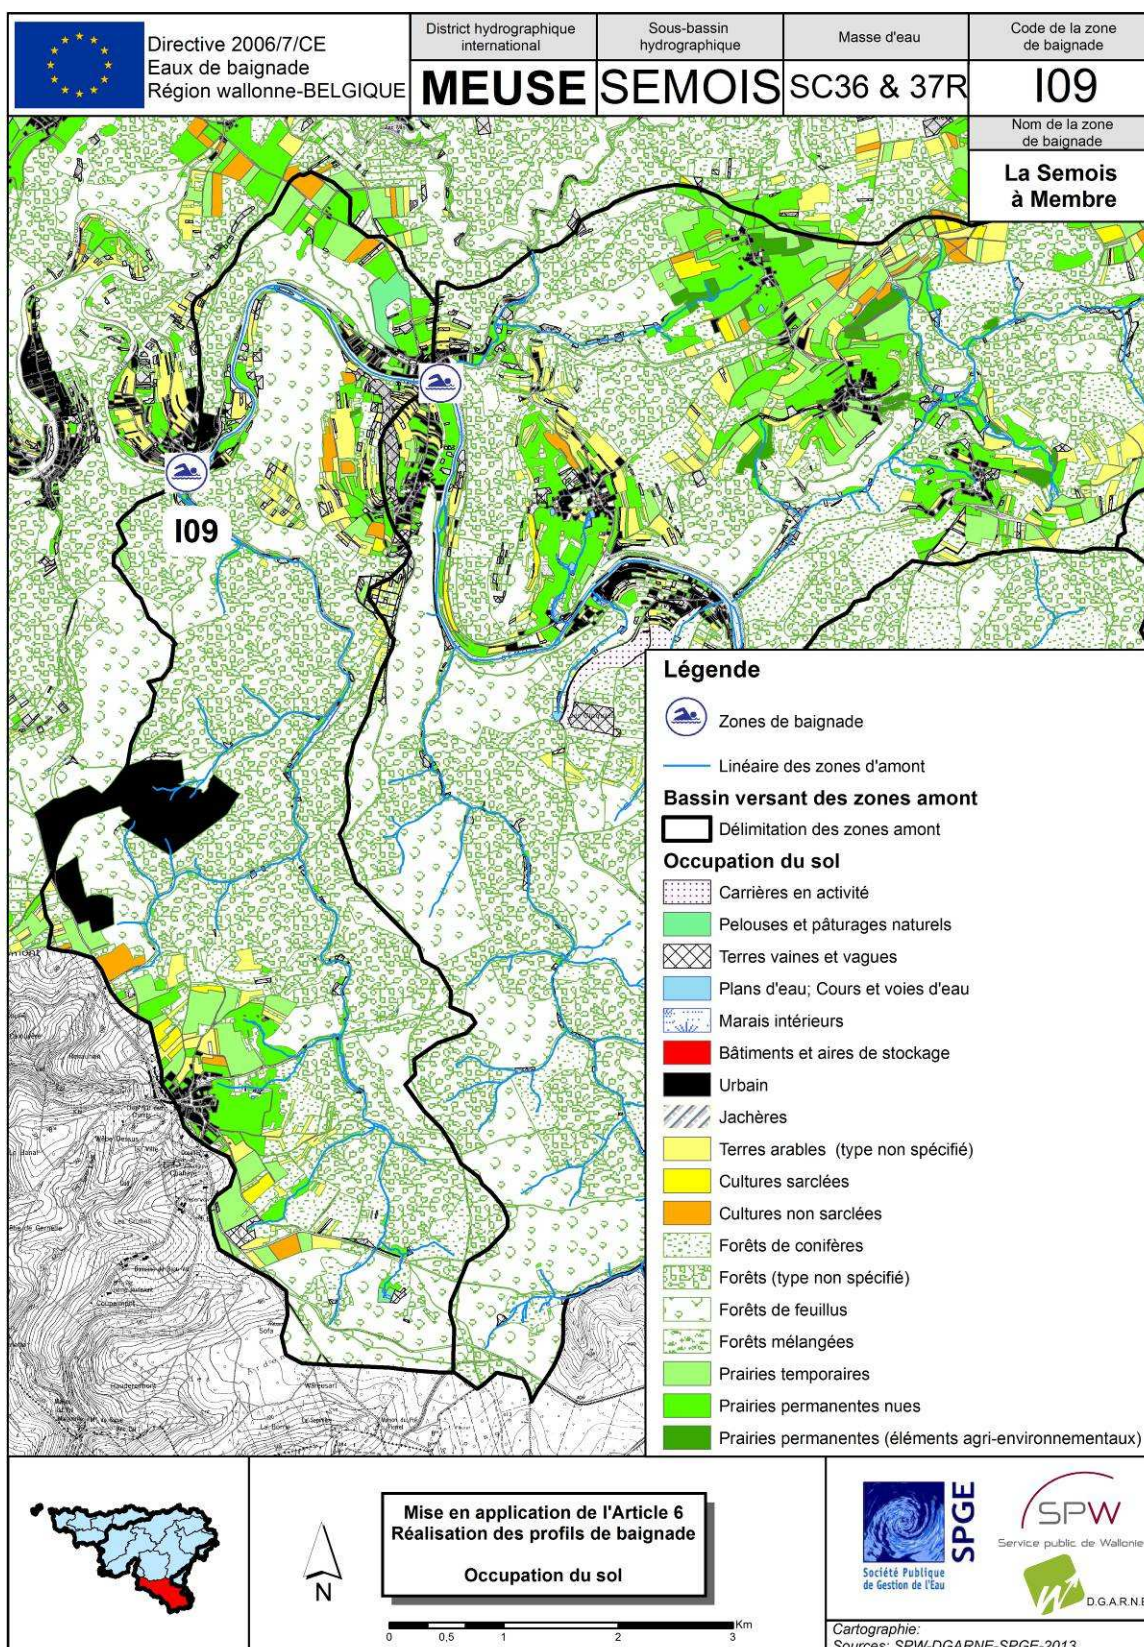 Directive 2006/7/CE
Eaux de baignade
Région wallonne-BELGIQUE
District hydrographique
international
MEUSE
Sous-bassin
hydrographique
SEMOIS
Masse d'eau
SC36 & 37R
Code de la zone
de baignade
I09
Nom de la zone
de baignade
La Semois
à Membre
I09
Légende
Zones de baignade
Linéaire des zones d'amont
Bassin versant des zones amont
Délimitation des zones amont
Occupation du sol
Carrières en activité
Pelouses et pâturages naturels
Terres vaines et vagues
Plans d'eau; Cours et voies d'eau
Marais intérieurs
Bâtiments et aires de stockage
Urbain
Jachères
Terres arables (type non spécifié)
Cultures sarclées
Cultures non sarclées
Forêts de conifères
Forêts (type non spécifié)
Forêts de feuillus
Forêts mélangées
Prairies temporaires
Prairies permanentes nues
Prairies permanentes (éléments agri-environnementaux)
N
Mise en application de l'Article 6
Réalisation des profils de baignade
Occupation du sol
Km
0 0,5 1 2 3
SPGE
Société Publique
de Gestion de l'Eau
SPW
Service public de Wallonie
D.G.A.R.N.E
Cartographie:
Sources: SPW-DGARNE-SPGE-2013